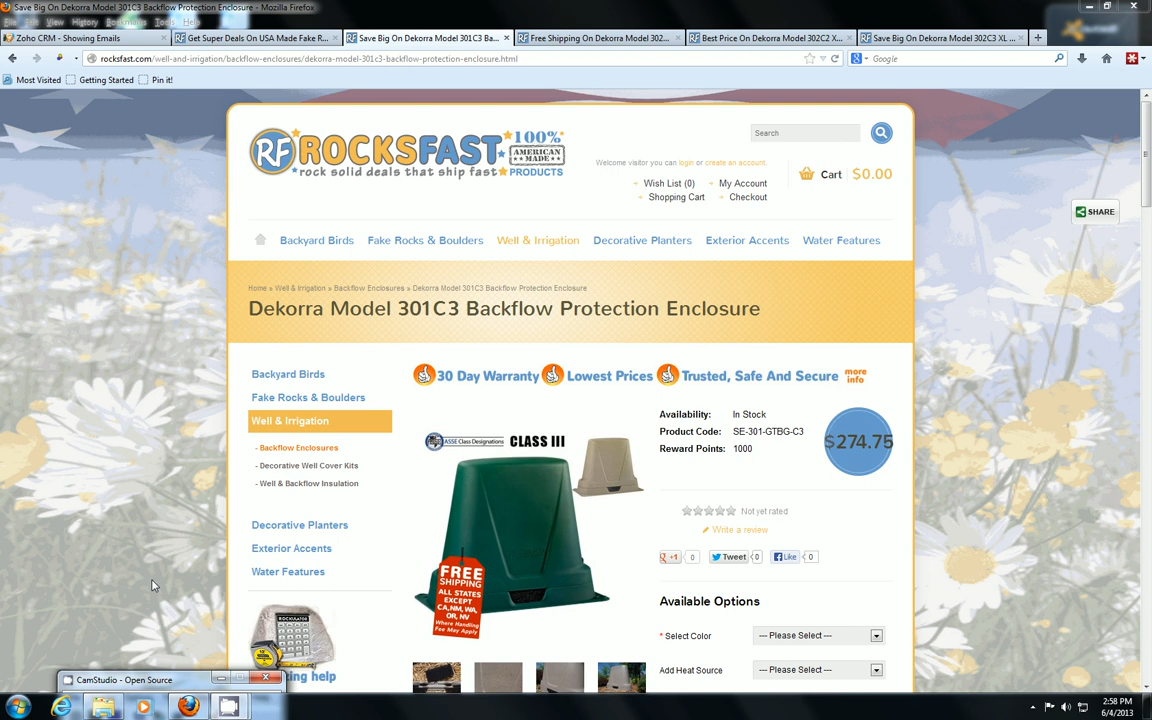 Save Big On Dekorra Model 301C3 Backflow Protection Enclosure - Mozilla Firefox
File Edit View History Bookmarks Tools Help
Zoho CRM - Showing Emails
Get Super Deals On USA Made Fake R...
Save Big On Dekorra Model 301C3 Ba...
Free Shipping On Dekorra Model 302...
Best Price On Dekorra Model 302C2 X...
Save Big On Dekorra Model 302C3 XL ...
rocksfast.com/well-and-irrigation/backflow-enclosures/dekorra-model-301c3-backflow-protection-enclosure.html
Google
Most Visited
Getting Started
Pin it!
RF ROCKSFAST
100% AMERICAN MADE PRODUCTS
rock solid deals that ship fast
Search
Welcome visitor you can login or create an account.
Wish List (0)
My Account
Shopping Cart
Checkout
Cart $0.00
SHARE
Backyard Birds
Fake Rocks & Boulders
Well & Irrigation
Decorative Planters
Exterior Accents
Water Features
Home » Well & Irrigation » Backflow Enclosures » Dekorra Model 301C3 Backflow Protection Enclosure
Dekorra Model 301C3 Backflow Protection Enclosure
Backyard Birds
Fake Rocks & Boulders
Well & Irrigation
- Backflow Enclosures
- Decorative Well Cover Kits
- Well & Backflow Insulation
Decorative Planters
Exterior Accents
Water Features
30 Day Warranty
Lowest Prices
Trusted, Safe And Secure
more info
ASSE Class Designations
CLASS III
FREE
SHIPPING
ALL STATES
EXCEPT
CA,NM, WA,
OR, NV
Where Handling
Fee May Apply
Availability: In Stock
Product Code: SE-301-GTBG-C3
Reward Points: 1000
$274.75
Not yet rated
Write a review
+1 0
Tweet 0
Like 0
Available Options
* Select Color
--- Please Select ---
Add Heat Source
--- Please Select ---
ROCKULATOR
CamStudio - Open Source
2:58 PM
6/4/2013